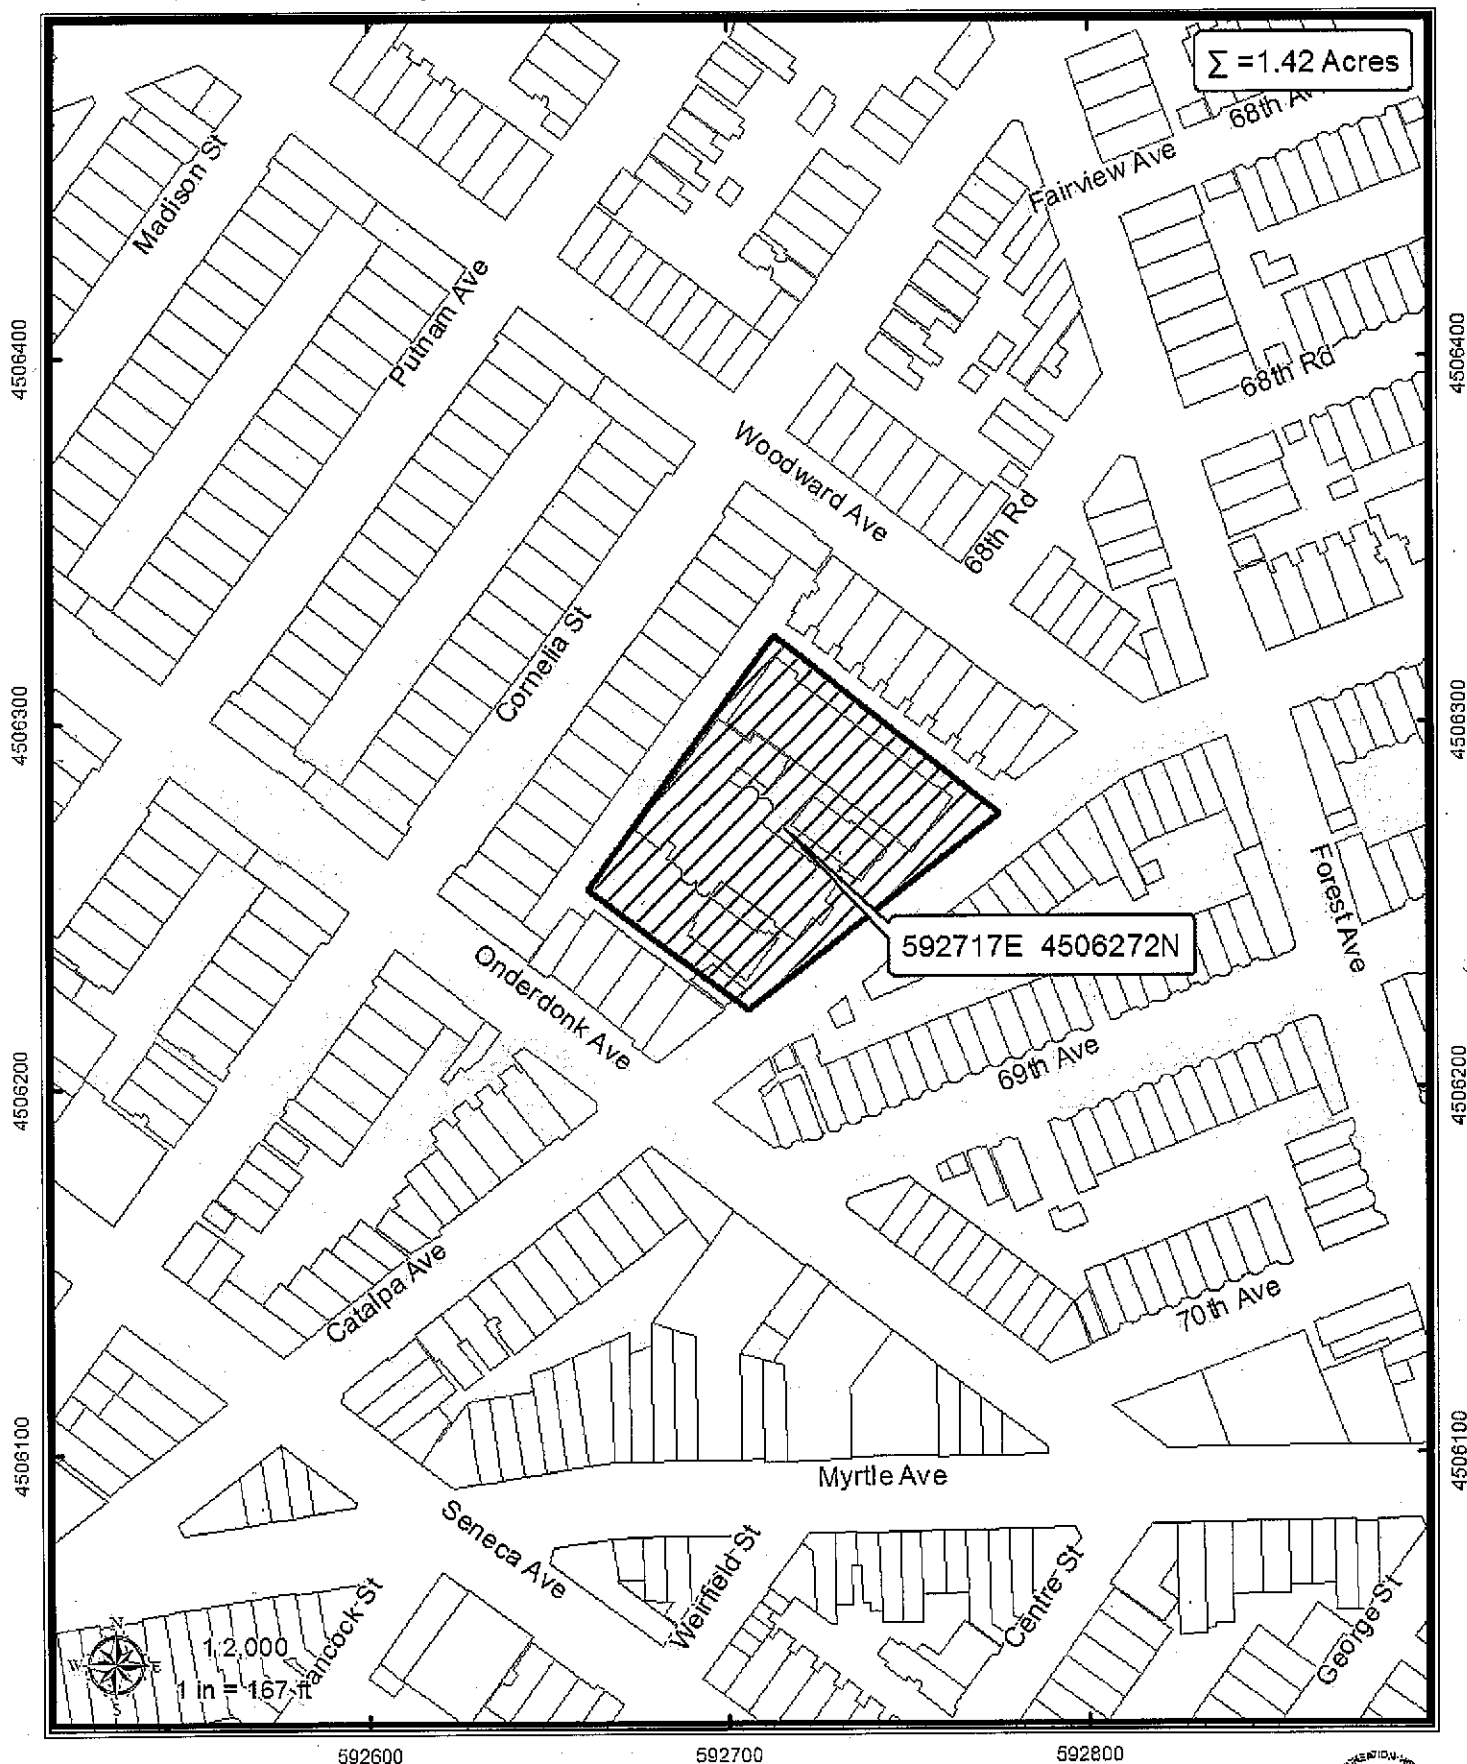 Σ =1.42 Acres
68th Av
Fairview Ave
Madison St
Putnam Ave
4506400
4506400
68th Rd
Woodward Ave
68th Rd
Cornelia St
4506300
4506300
Forest Ave
592717E 4506272N
Onderdonk Ave
69th Ave
4506200
4506200
Catalpa Ave
70th Ave
4506100
4506100
Myrtle Ave
Seneca Ave
Weirfield St
Centre St
George St
Hancock St
N
W E
S
1:2,000
1 in = 167 ft
592600
592700
592800